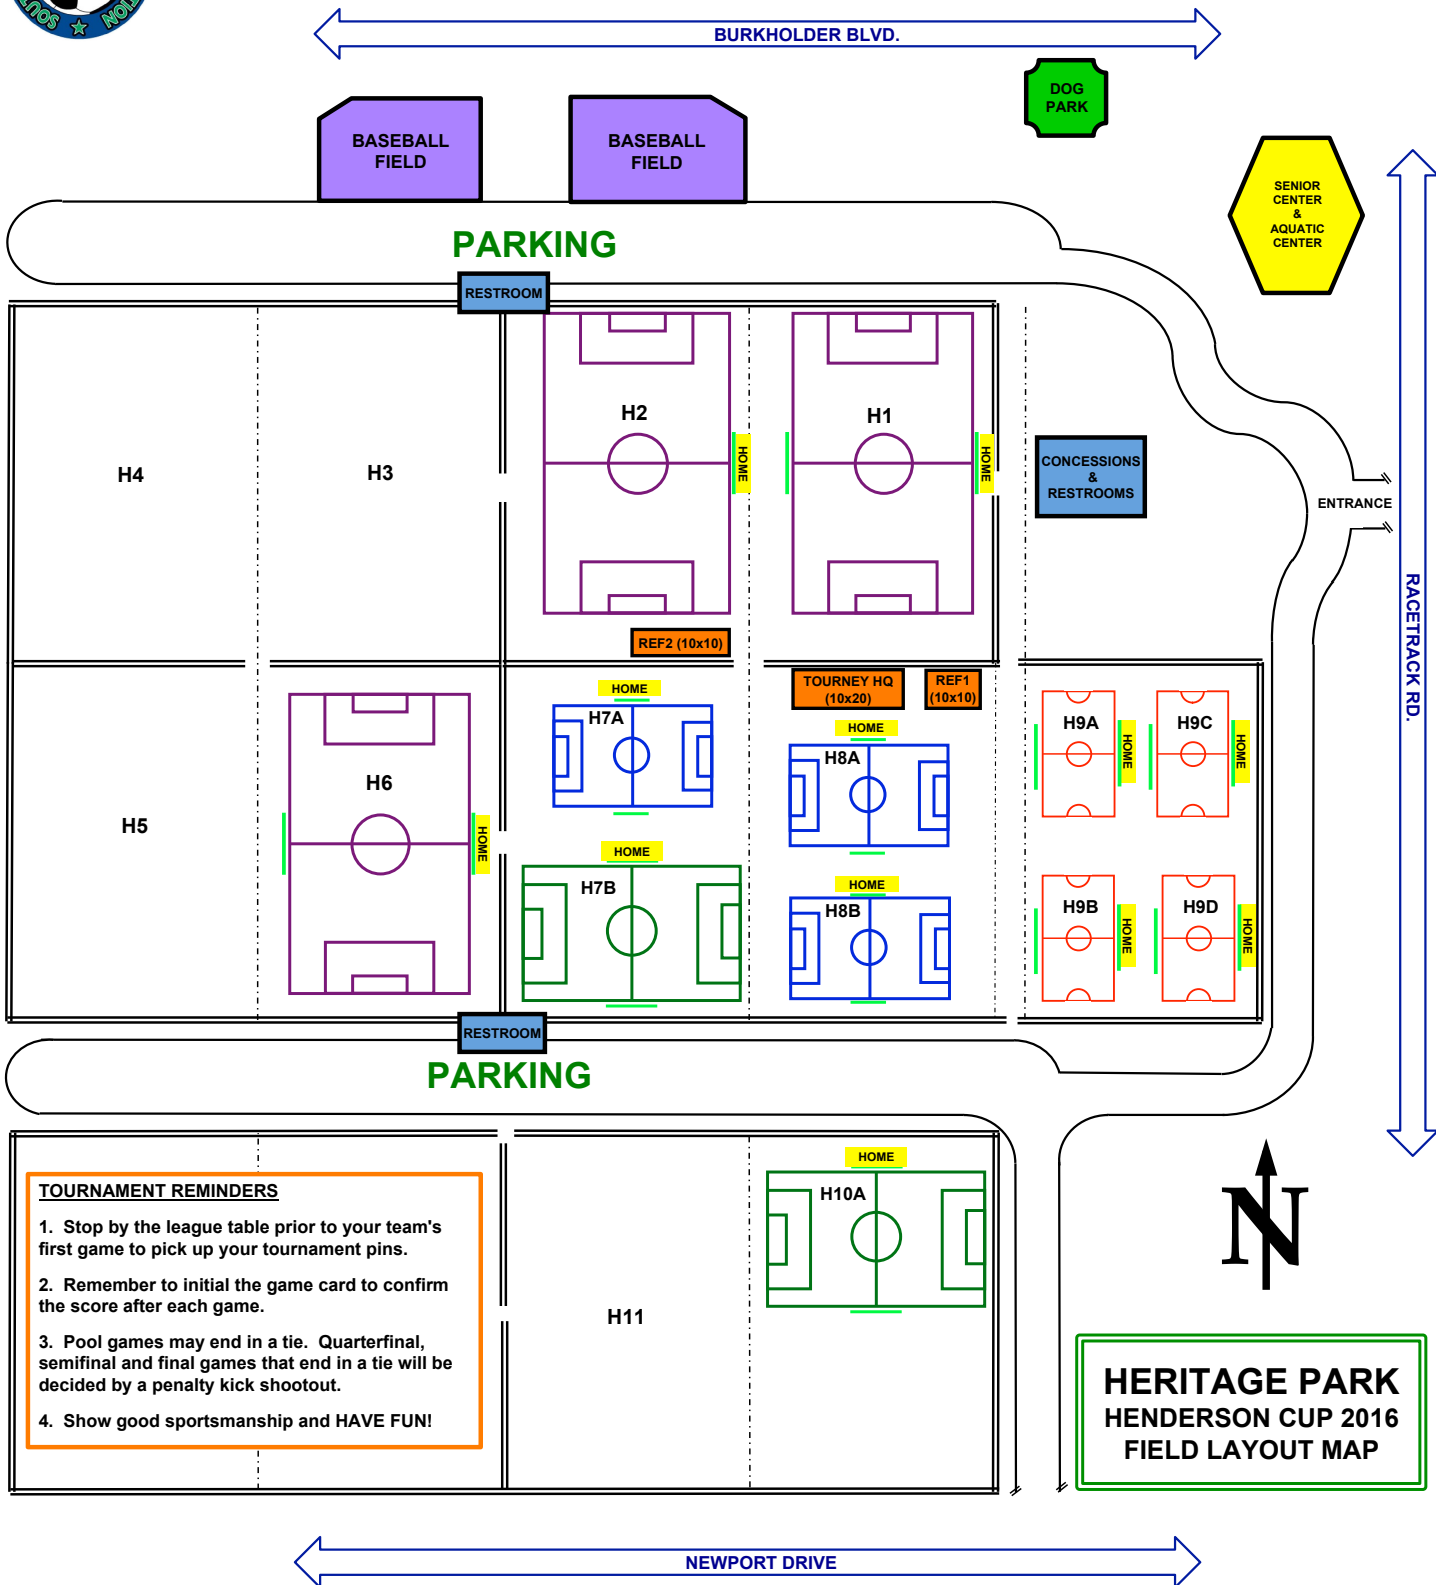 SOUT
TION
BURKHOLDER BLVD.
DOG
PARK
BASEBALL
FIELD
BASEBALL
FIELD
SENIOR
CENTER
&
AQUATIC
CENTER
PARKING
RESTROOM
H4
H3
H2
HOME
H1
HOME
CONCESSIONS
&
RESTROOMS
ENTRANCE
RACETRACK RD.
REF2 (10x10)
TOURNEY HQ
(10x20)
REF1
(10x10)
H5
H6
HOME
HOME
H7A
HOME
H7B
HOME
H8A
HOME
H8B
H9A
HOME
H9C
HOME
H9B
HOME
H9D
HOME
RESTROOM
PARKING
TOURNAMENT REMINDERS
1. Stop by the league table prior to your team's
first game to pick up your tournament pins.
2. Remember to initial the game card to confirm
the score after each game.
3. Pool games may end in a tie. Quarterfinal,
semifinal and final games that end in a tie will be
decided by a penalty kick shootout.
4. Show good sportsmanship and HAVE FUN!
H11
HOME
H10A
N
HERITAGE PARK
HENDERSON CUP 2016
FIELD LAYOUT MAP
NEWPORT DRIVE